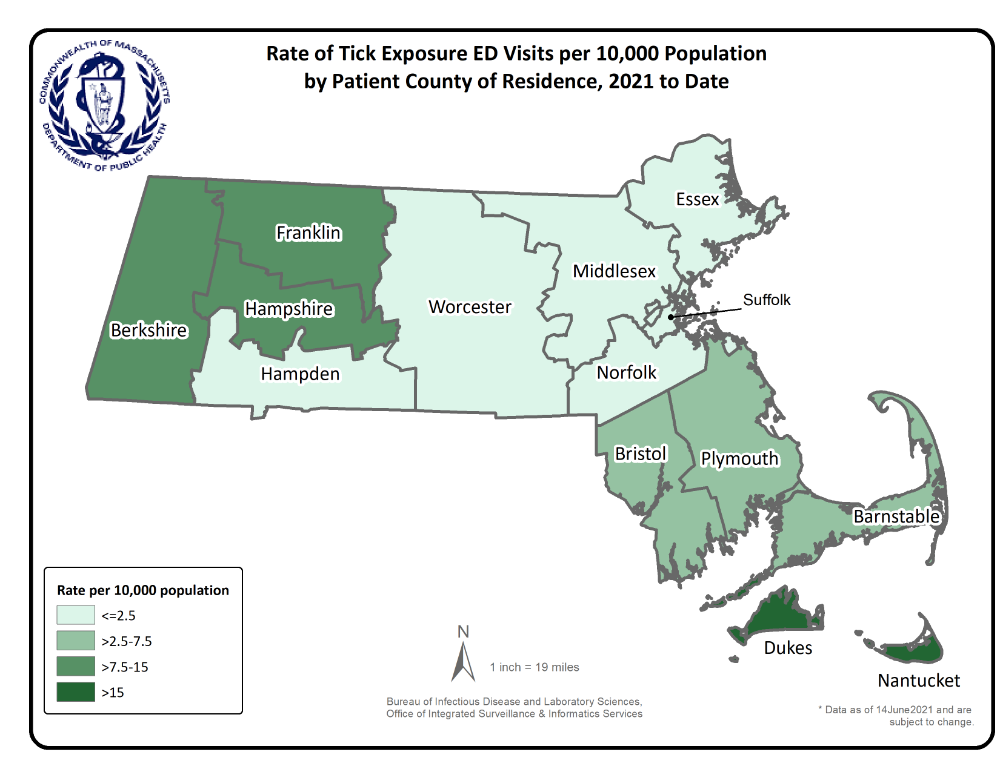 COMMONWEALTH OF MASSACHUSETTS
DEPARTMENT OF PUBLIC HEALTH
Rate of Tick Exposure ED Visits per 10,000 Population
by Patient County of Residence, 2021 to Date
Essex
Franklin
Middlesex
Suffolk
Hampshire
Worcester
Berkshire
Hampden
Norfolk
Bristol
Plymouth
Barnstable
Dukes
Nantucket
Rate per 10,000 population
<=2.5
>2.5-7.5
>7.5-15
>15
N
1 inch = 19 miles
Bureau of Infectious Disease and Laboratory Sciences,
Office of Integrated Surveillance & Informatics Services
* Data as of 14June2021 and are
subject to change.